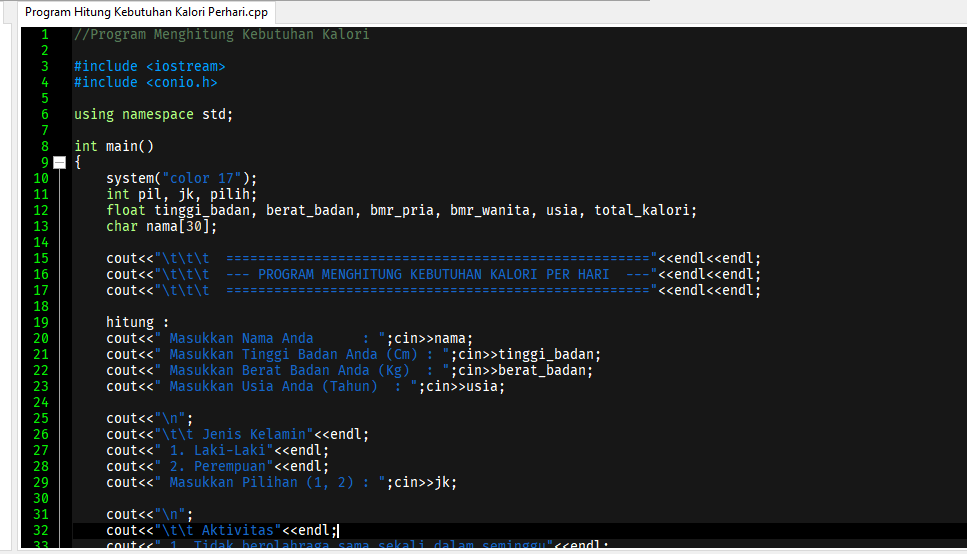 Program Hitung Kebutuhan Kalori Perhari.cpp
1 //Program Menghitung Kebutuhan Kalori
2
3 #include <iostream>
4 #include <conio.h>
5
6 using namespace std;
7
8 int main()
9 {
10 system("color 17");
11 int pil, jk, pilih;
12 float tinggi_badan, berat_badan, bmr_pria, bmr_wanita, usia, total_kalori;
13 char nama[30];
14
15 cout<<"\t\t\t  ====================================================="<<endl<<endl;
16 cout<<"\t\t\t  --- PROGRAM MENGHITUNG KEBUTUHAN KALORI PER HARI  ---"<<endl<<endl;
17 cout<<"\t\t\t  ====================================================="<<endl<<endl;
18
19 hitung :
20 cout<<" Masukkan Nama Anda      : ";cin>>nama;
21 cout<<" Masukkan Tinggi Badan Anda (Cm) : ";cin>>tinggi_badan;
22 cout<<" Masukkan Berat Badan Anda (Kg)  : ";cin>>berat_badan;
23 cout<<" Masukkan Usia Anda (Tahun)  : ";cin>>usia;
24
25 cout<<"\n";
26 cout<<"\t\t Jenis Kelamin"<<endl;
27 cout<<" 1. Laki-Laki"<<endl;
28 cout<<" 2. Perempuan"<<endl;
29 cout<<" Masukkan Pilihan (1, 2) : ";cin>>jk;
30
31 cout<<"\n";
32 cout<<"\t\t Aktivitas"<<endl;
33 cout<<" 1. Tidak berolahraga sama sekali dalam seminggu"<<endl;